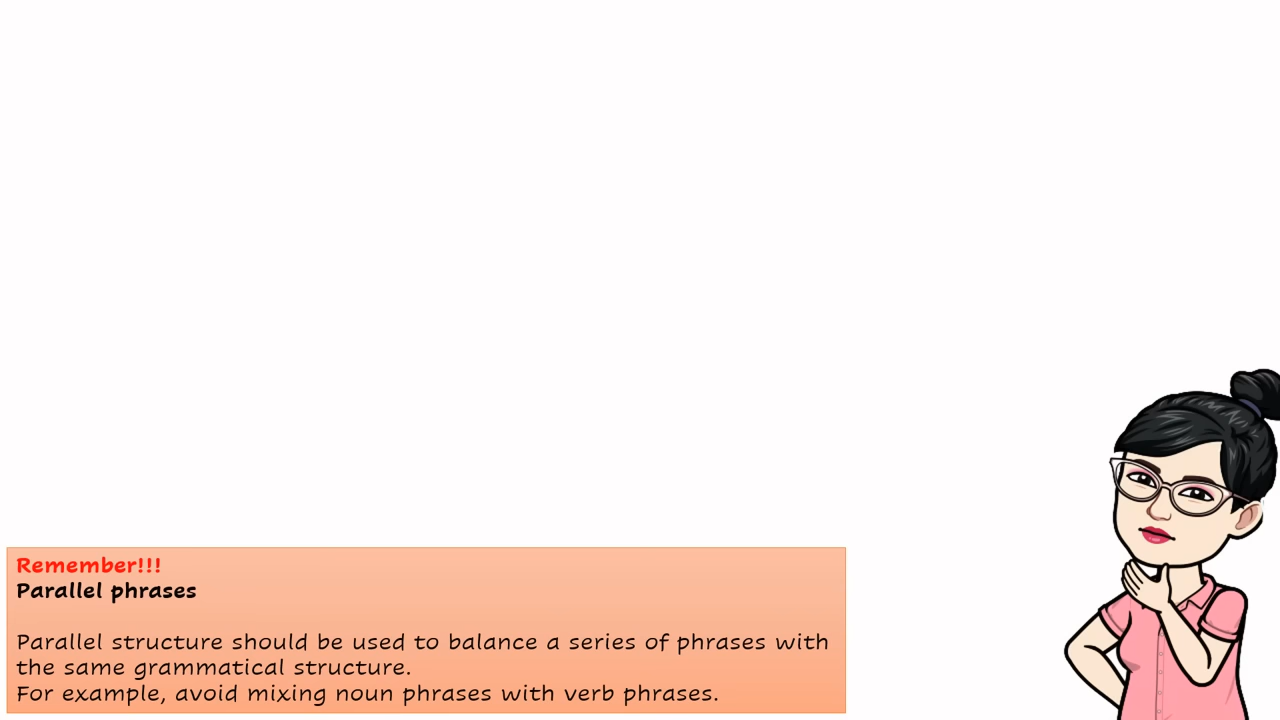 Remember!!!
Parallel phrases
Parallel structure should be used to balance a series of phrases with
the same grammatical structure.
For example, avoid mixing noun phrases with verb phrases.